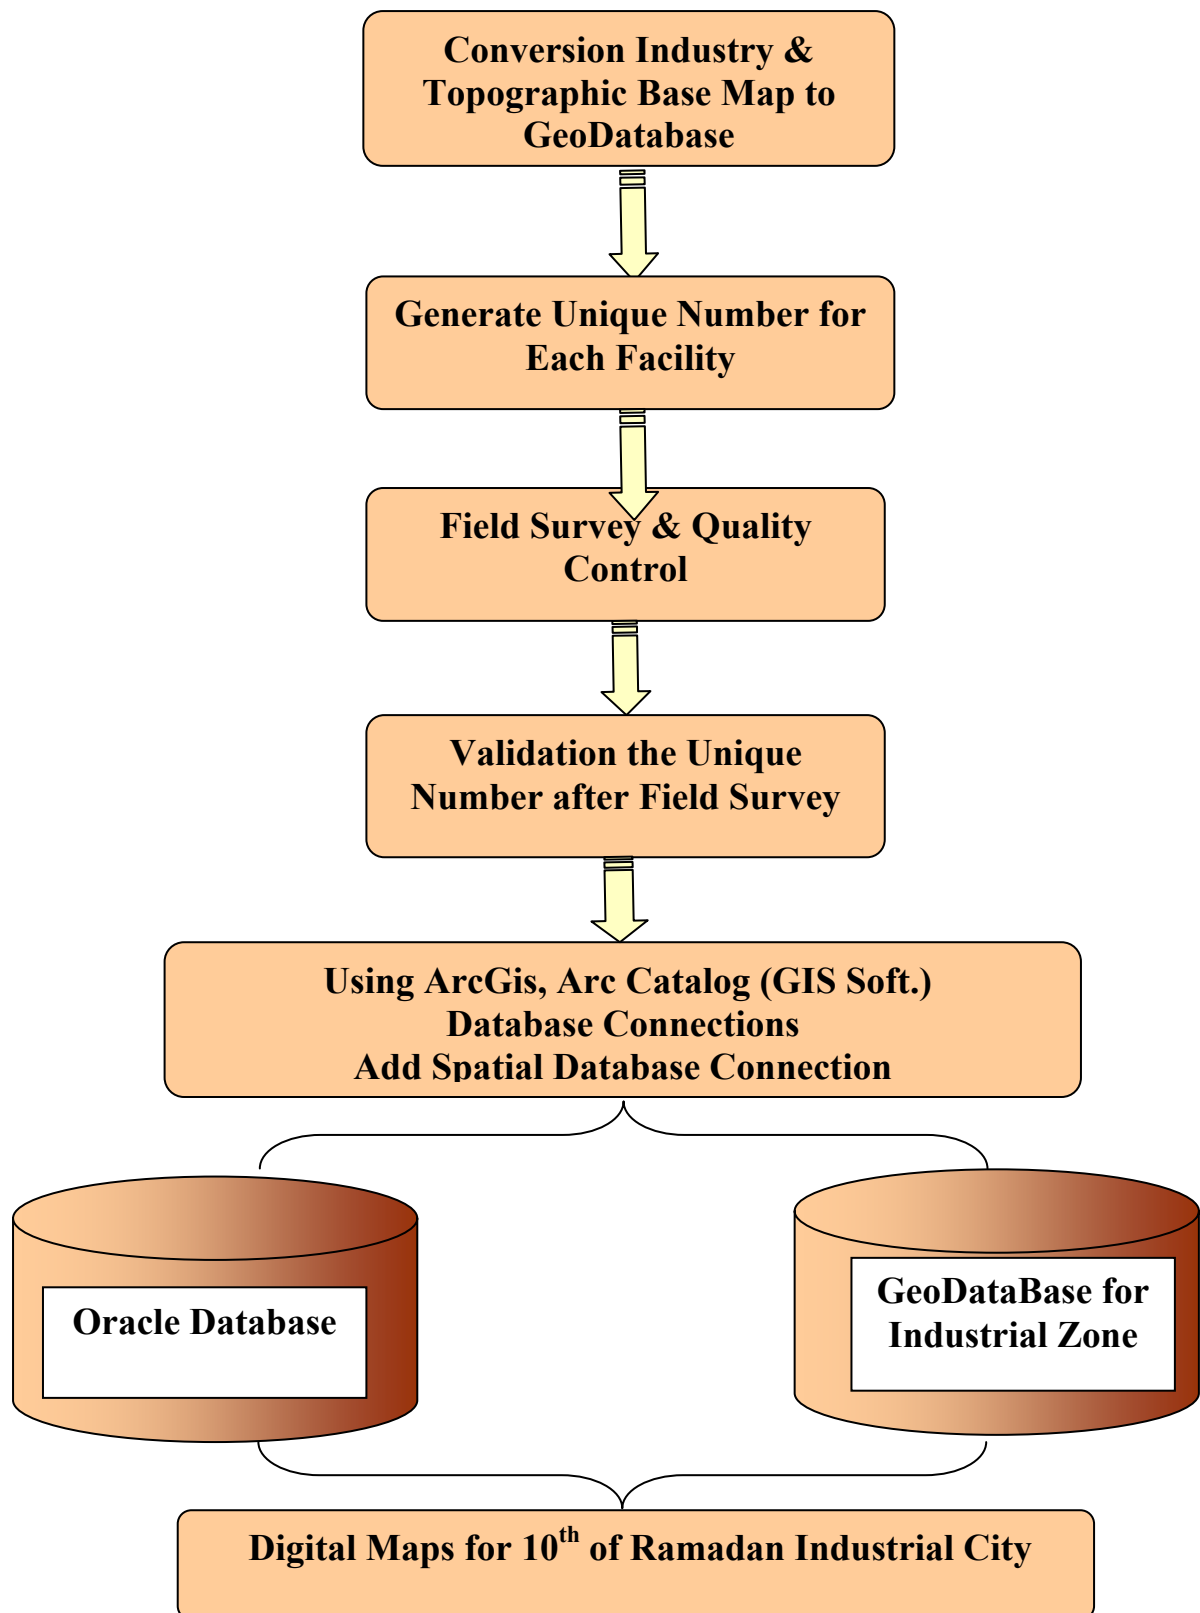 Conversion Industry &
Topographic Base Map to
GeoDatabase
Generate Unique Number for
Each Facility
Field Survey & Quality
Control
Validation the Unique
Number after Field Survey
Using ArcGis, Arc Catalog (GIS Soft.)
Database Connections
Add Spatial Database Connection
Oracle Database
GeoDataBase for
Industrial Zone
Digital Maps for 10th of Ramadan Industrial City